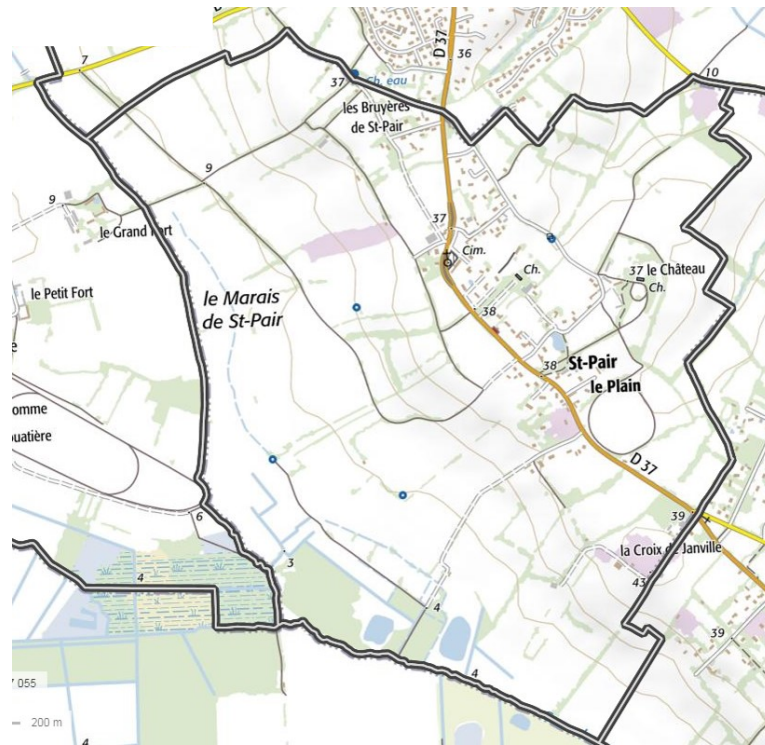 D 37
36
7
10
Ch. eau
37
les Bruyères
de St-Pair
9
9
le Grand Fort
37
Cim.
Ch.
37 le Château
Ch.
le Petit Fort
le Marais
de St-Pair
38
38
St-Pair
le Plain
omme
ouatière
D 37
6
39
la Croix de Janville
3
4
43
4
39
4
7 055
200 m
4